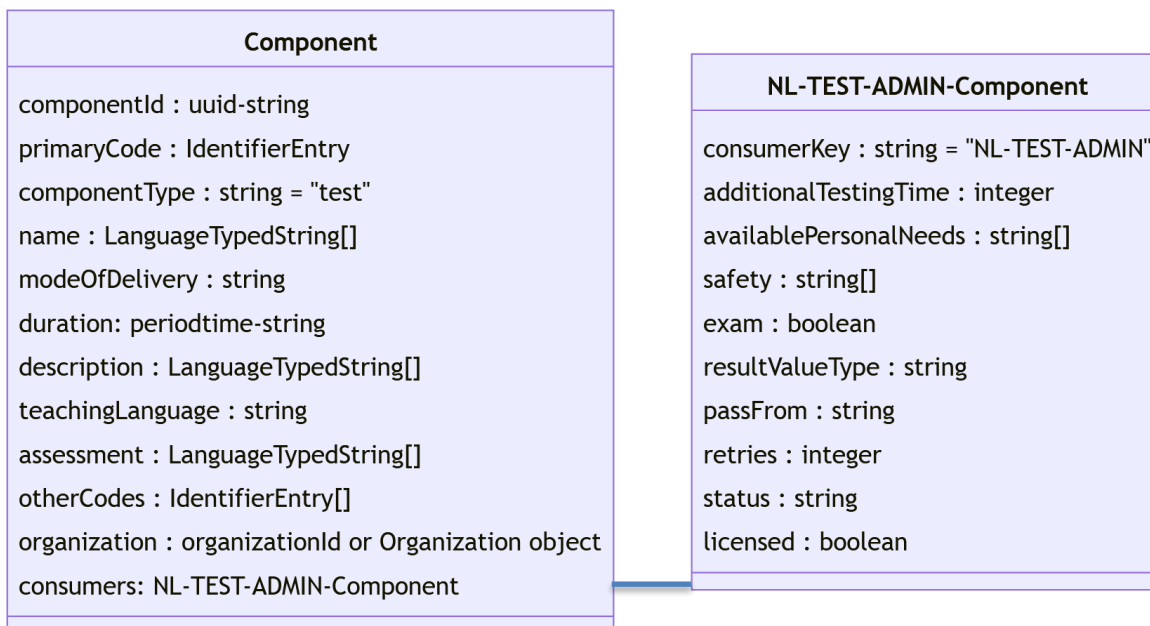 Component
componentId : uuid-string
primaryCode : IdentifierEntry
componentType : string = "test"
name : LanguageTypedString[]
modeOfDelivery : string
duration: periodtime-string
description : LanguageTypedString[]
teachingLanguage : string
assessment : LanguageTypedString[]
otherCodes : IdentifierEntry[]
organization : organizationId or Organization object
consumers: NL-TEST-ADMIN-Component
NL-TEST-ADMIN-Component
consumerKey : string = "NL-TEST-ADMIN"
additionalTestingTime : integer
availablePersonalNeeds : string[]
safety : string[]
exam : boolean
resultValueType : string
passFrom : string
retries : integer
status : string
licensed : boolean